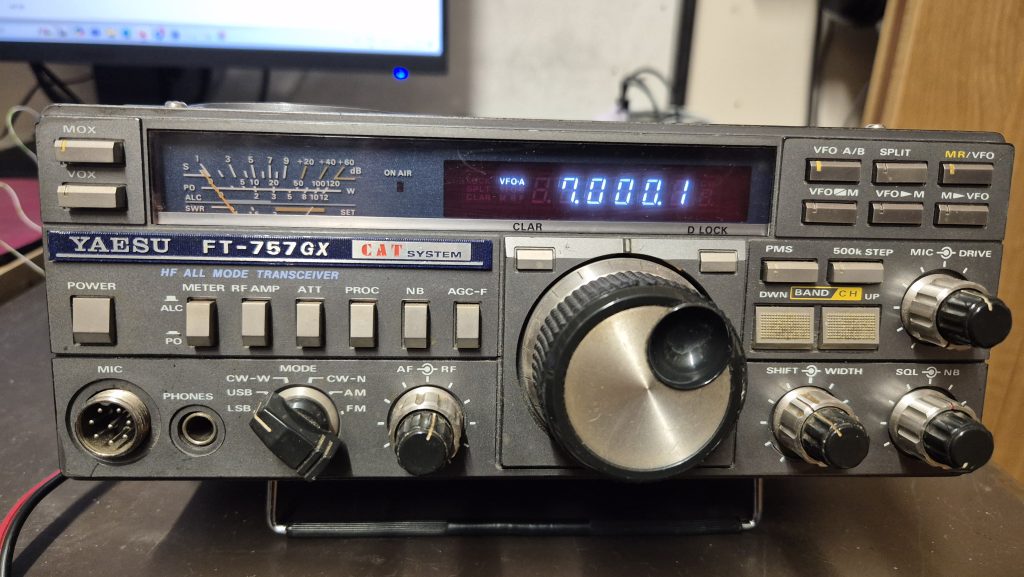 MOX
VOX
S 1 3 5 7 9 +20 +40 +60 dB
PO 5 10 20 50 100 120 W
ALC 2 3 6 8 10 12
SWR SET
ON AIR
VFO-A
SPLIT
CLAR
7.000.1
VFO A/B SPLIT MR/VFO
VFO M VFO►M M►VFO
CLAR D LOCK
YAESU FT-757GX CAT SYSTEM
HF ALL MODE TRANSCEIVER
POWER
ALC
PO
METER RF AMP ATT PROC NB AGC-F
PMS 500k STEP
DWN BAND CH UP
MIC DRIVE
MIC
PHONES
MODE
CW-W CW-N
USB AM
LSB FM
AF RF
SHIFT WIDTH
SQL NB